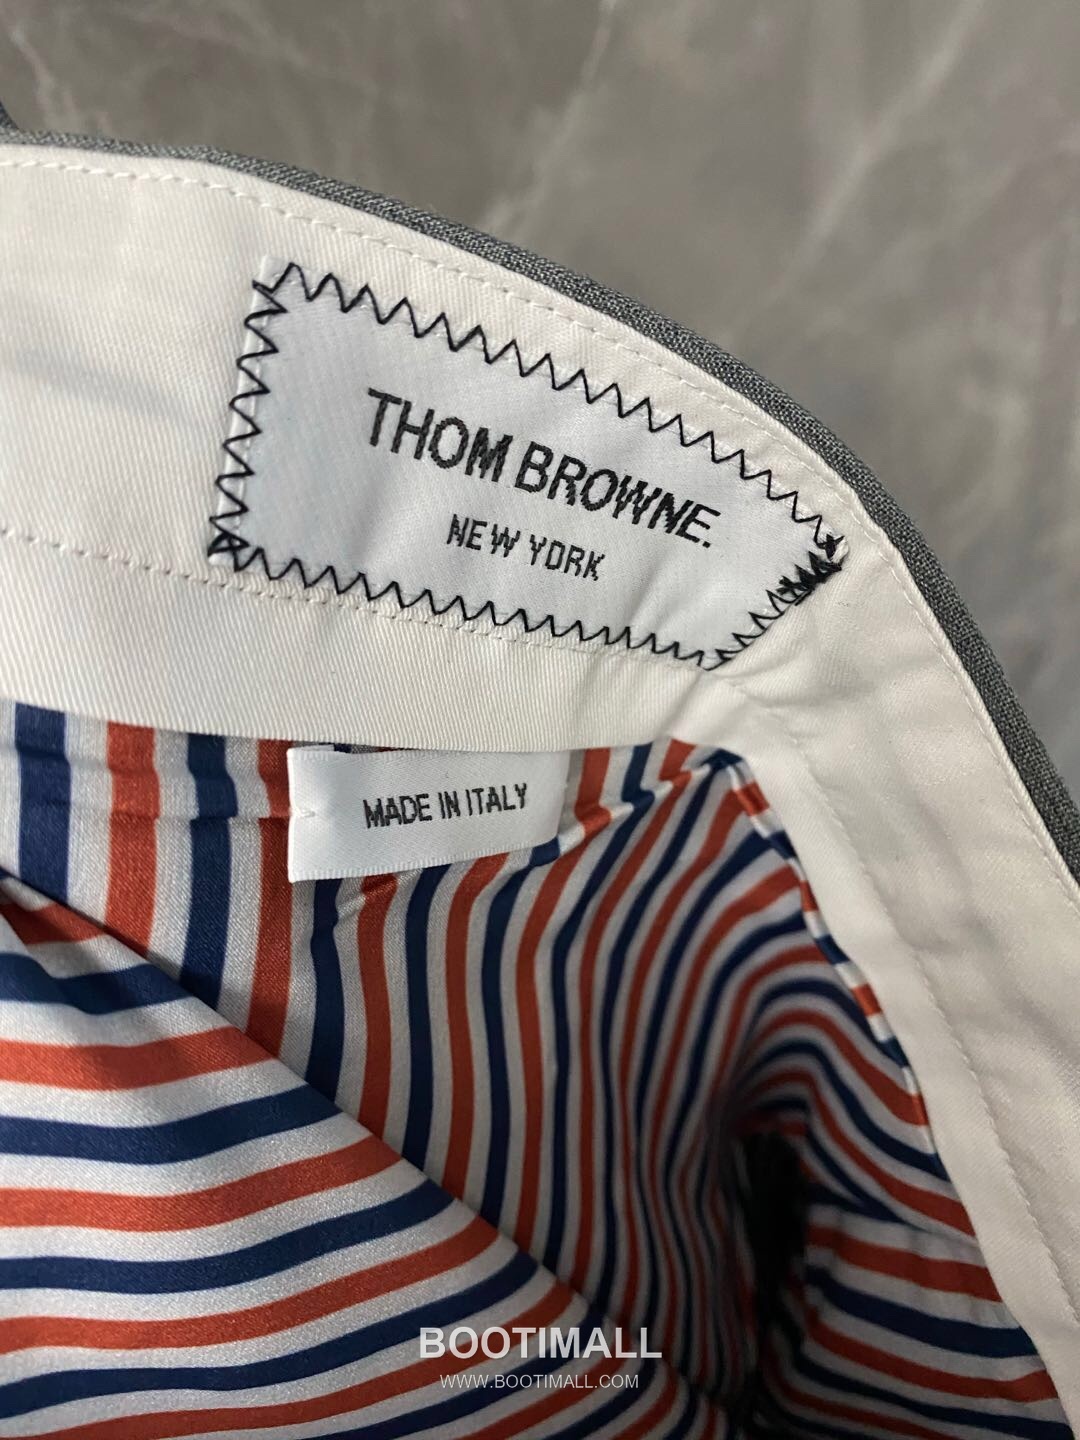 THOM BROWNE.
NEW YORK
MADE IN ITALY
BOOTIMALL
WWW.BOOTIMALL.COM